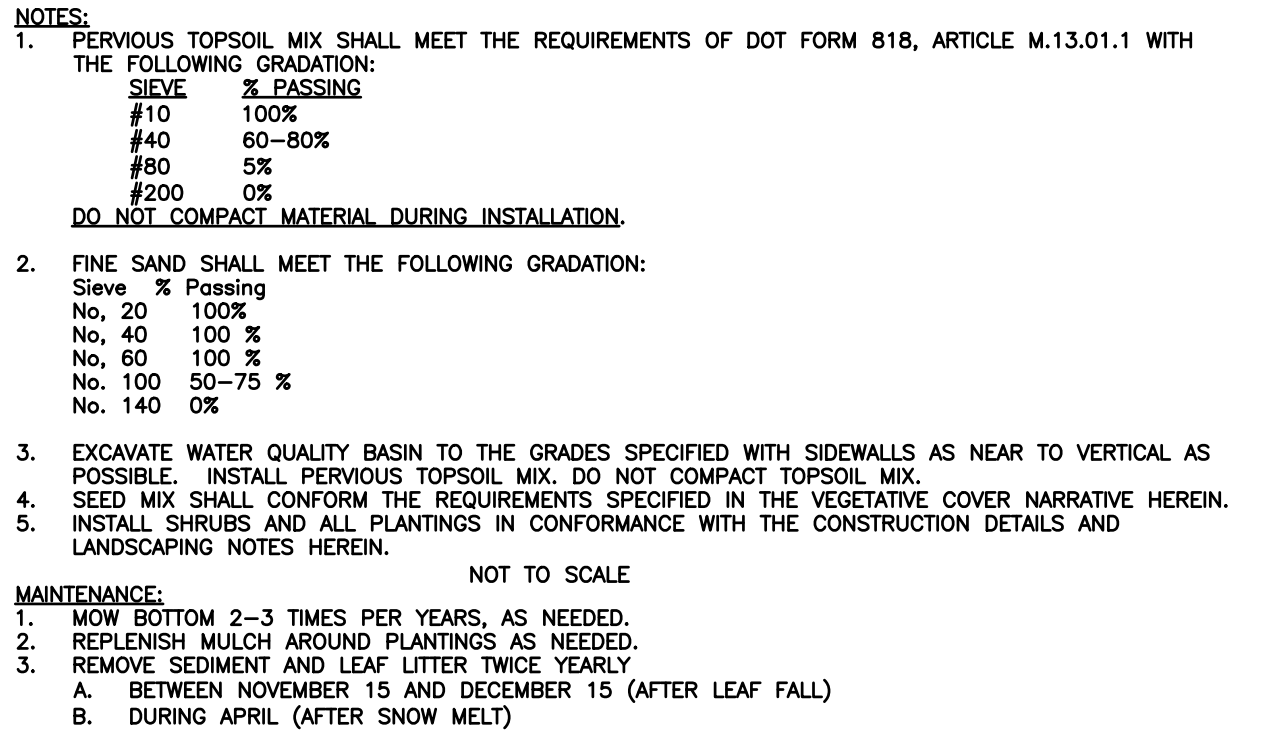 NOTES:
1. PERVIOUS TOPSOIL MIX SHALL MEET THE REQUIREMENTS OF DOT FORM 818, ARTICLE M.13.01.1 WITH
THE FOLLOWING GRADATION:
SIEVE % PASSING
#10 100%
#40 60-80%
#80 5%
#200 0%
DO NOT COMPACT MATERIAL DURING INSTALLATION.
2. FINE SAND SHALL MEET THE FOLLOWING GRADATION:
Sieve % Passing
No, 20 100%
No, 40 100 %
No, 60 100 %
No. 100 50-75 %
No. 140 0%
3. EXCAVATE WATER QUALITY BASIN TO THE GRADES SPECIFIED WITH SIDEWALLS AS NEAR TO VERTICAL AS
POSSIBLE. INSTALL PERVIOUS TOPSOIL MIX. DO NOT COMPACT TOPSOIL MIX.
4. SEED MIX SHALL CONFORM THE REQUIREMENTS SPECIFIED IN THE VEGETATIVE COVER NARRATIVE HEREIN.
5. INSTALL SHRUBS AND ALL PLANTINGS IN CONFORMANCE WITH THE CONSTRUCTION DETAILS AND
LANDSCAPING NOTES HEREIN.
NOT TO SCALE
MAINTENANCE:
1. MOW BOTTOM 2-3 TIMES PER YEARS, AS NEEDED.
2. REPLENISH MULCH AROUND PLANTINGS AS NEEDED.
3. REMOVE SEDIMENT AND LEAF LITTER TWICE YEARLY
A. BETWEEN NOVEMBER 15 AND DECEMBER 15 (AFTER LEAF FALL)
B. DURING APRIL (AFTER SNOW MELT)